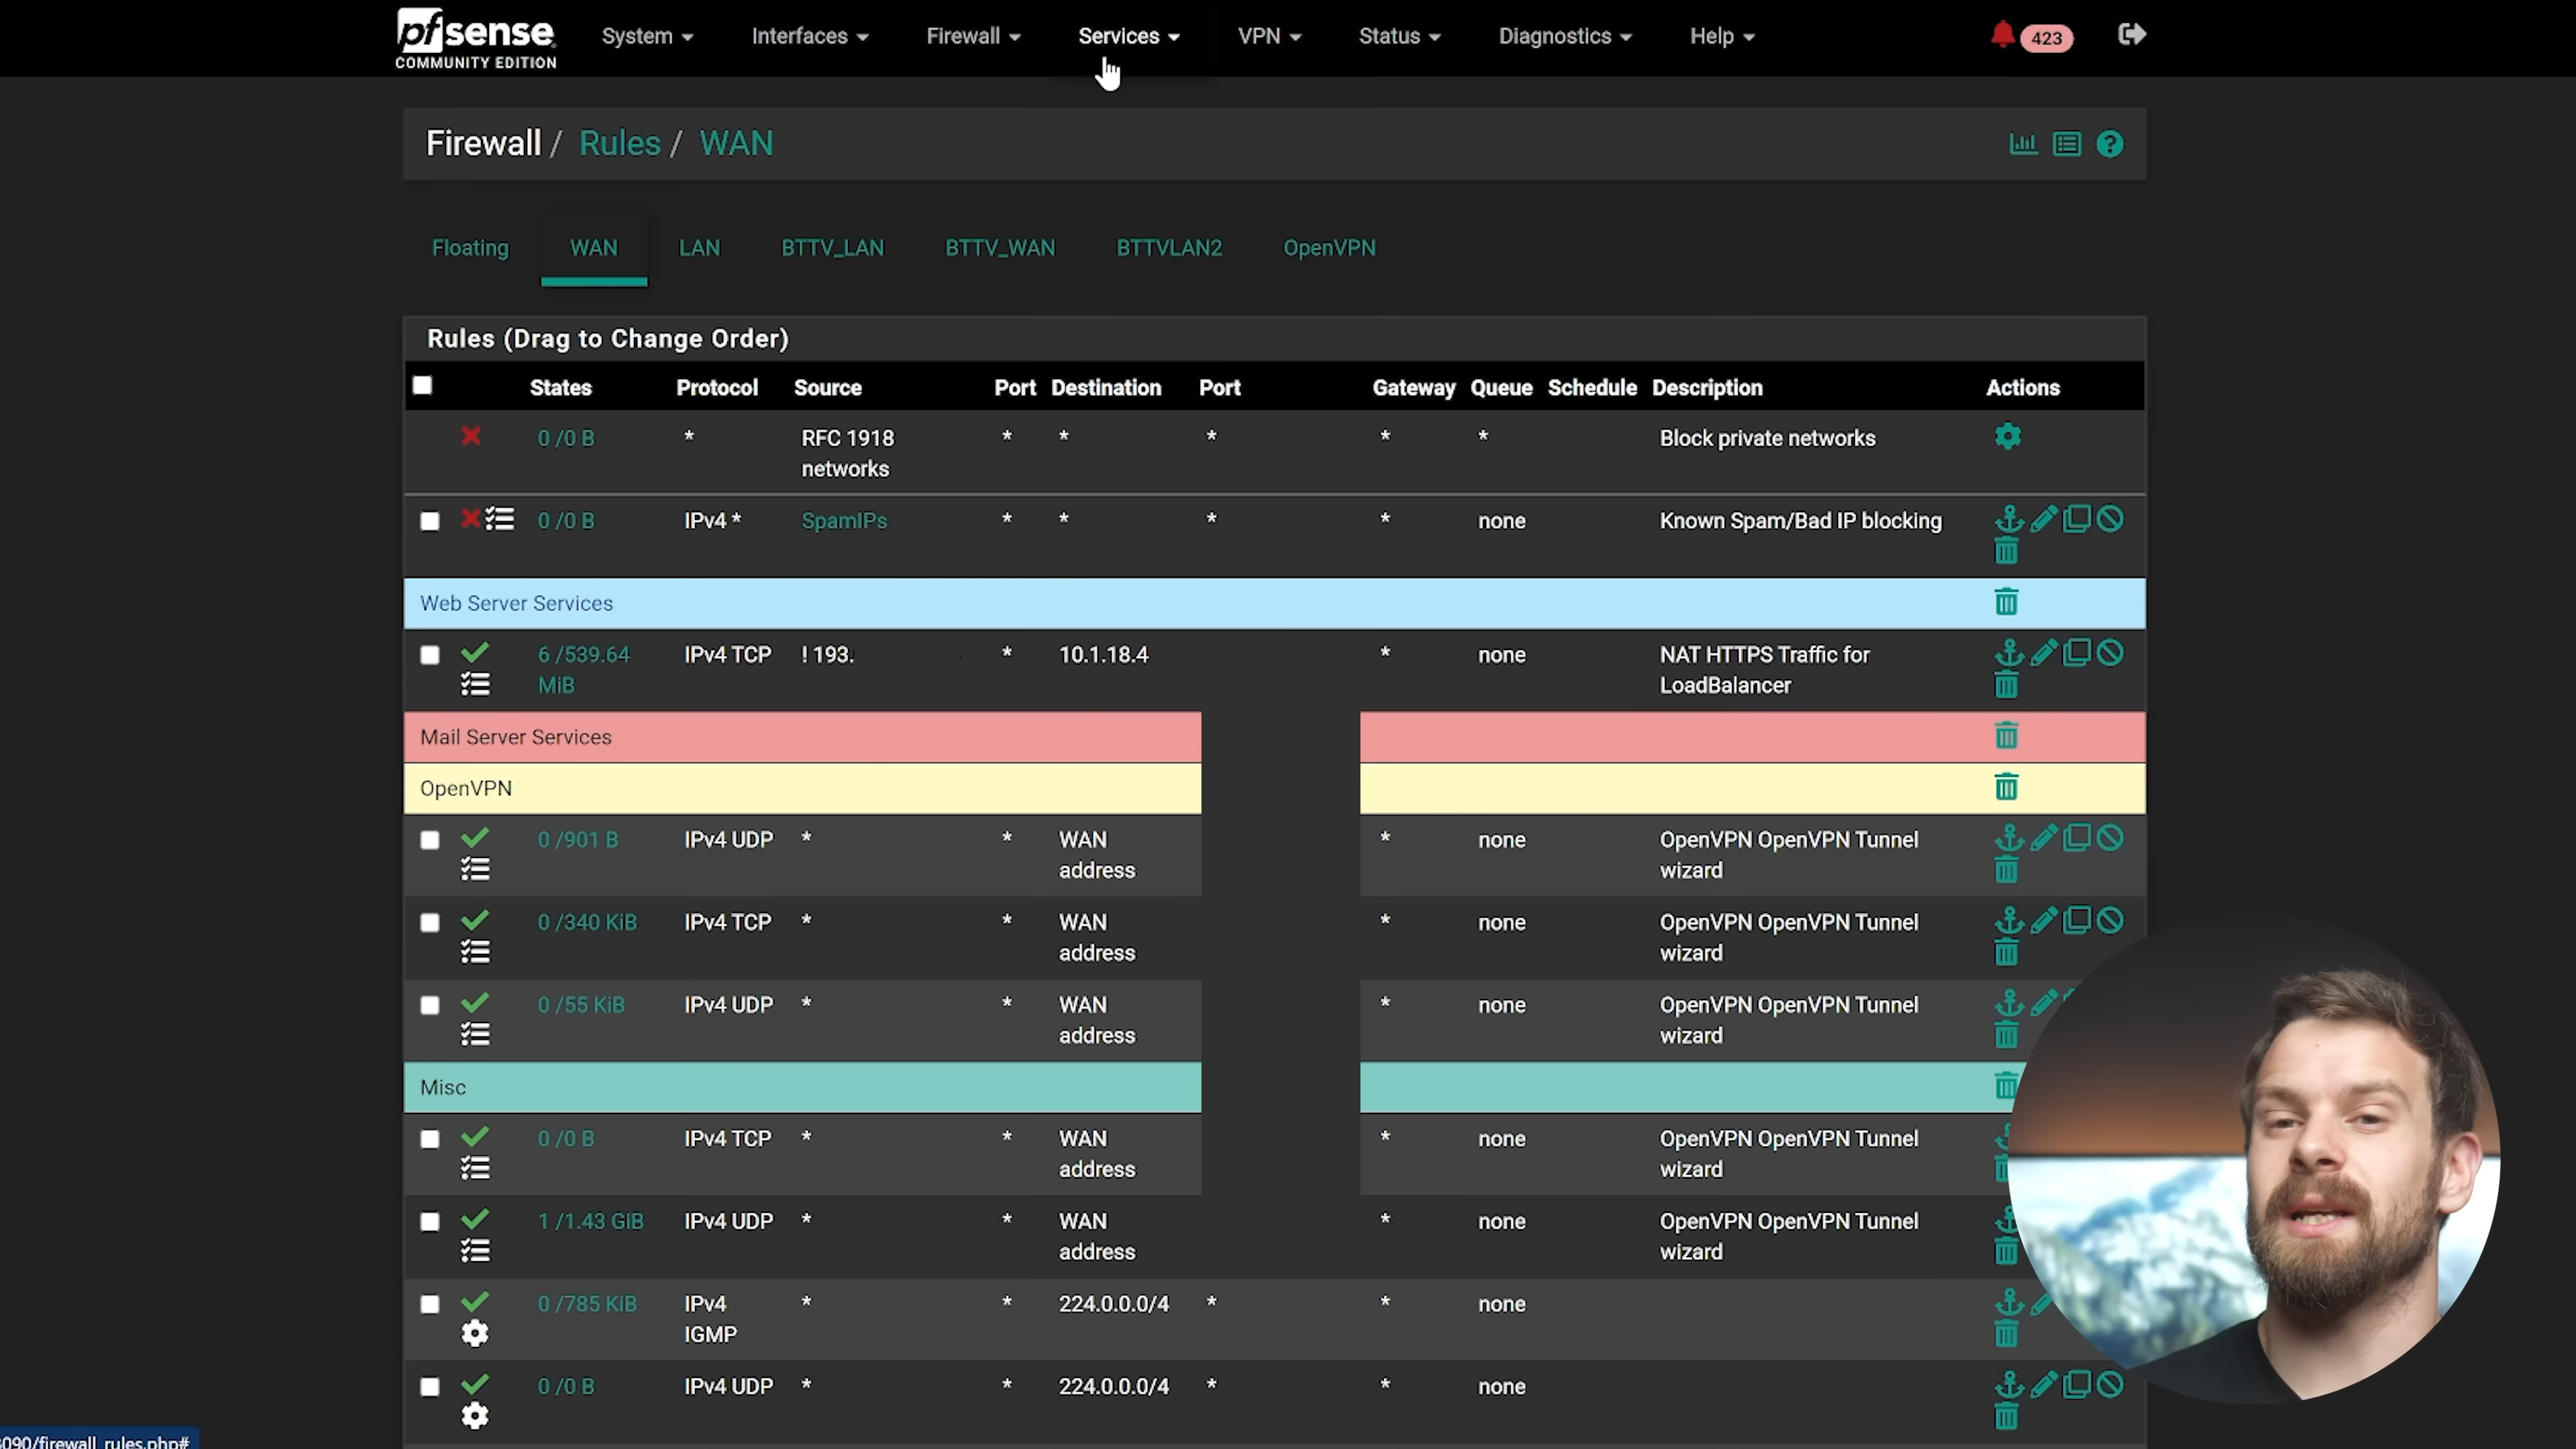 pfsense
COMMUNITY EDITION
System Interfaces Firewall Services VPN Status Diagnostics Help 423
Firewall / Rules / WAN
Floating WAN LAN BTTV_LAN BTTV_WAN BTTVLAN2 OpenVPN
Rules (Drag to Change Order)
States Protocol Source Port Destination Port Gateway Queue Schedule Description Actions
0 /0 B * RFC 1918 * * * * * Block private networks
networks
0 /0 B IPv4 * SpamIPs * * * * none Known Spam/Bad IP blocking
Web Server Services
6 /539.64 IPv4 TCP ! 193. * 10.1.18.4 * none NAT HTTPS Traffic for
MiB LoadBalancer
Mail Server Services
OpenVPN
0 /901 B IPv4 UDP * * WAN * none OpenVPN OpenVPN Tunnel
address wizard
0 /340 KiB IPv4 TCP * * WAN * none OpenVPN OpenVPN Tunnel
address wizard
0 /55 KiB IPv4 UDP * * WAN * none OpenVPN OpenVPN Tunnel
address wizard
Misc
0 /0 B IPv4 TCP * * WAN * none OpenVPN OpenVPN Tunnel
address wizard
1 /1.43 GiB IPv4 UDP * * WAN * none OpenVPN OpenVPN Tunnel
address wizard
0 /785 KiB IPv4 * * 224.0.0.0/4 * * none
IGMP
0 /0 B IPv4 UDP * * 224.0.0.0/4 * * none
090/firewall_rules.php#